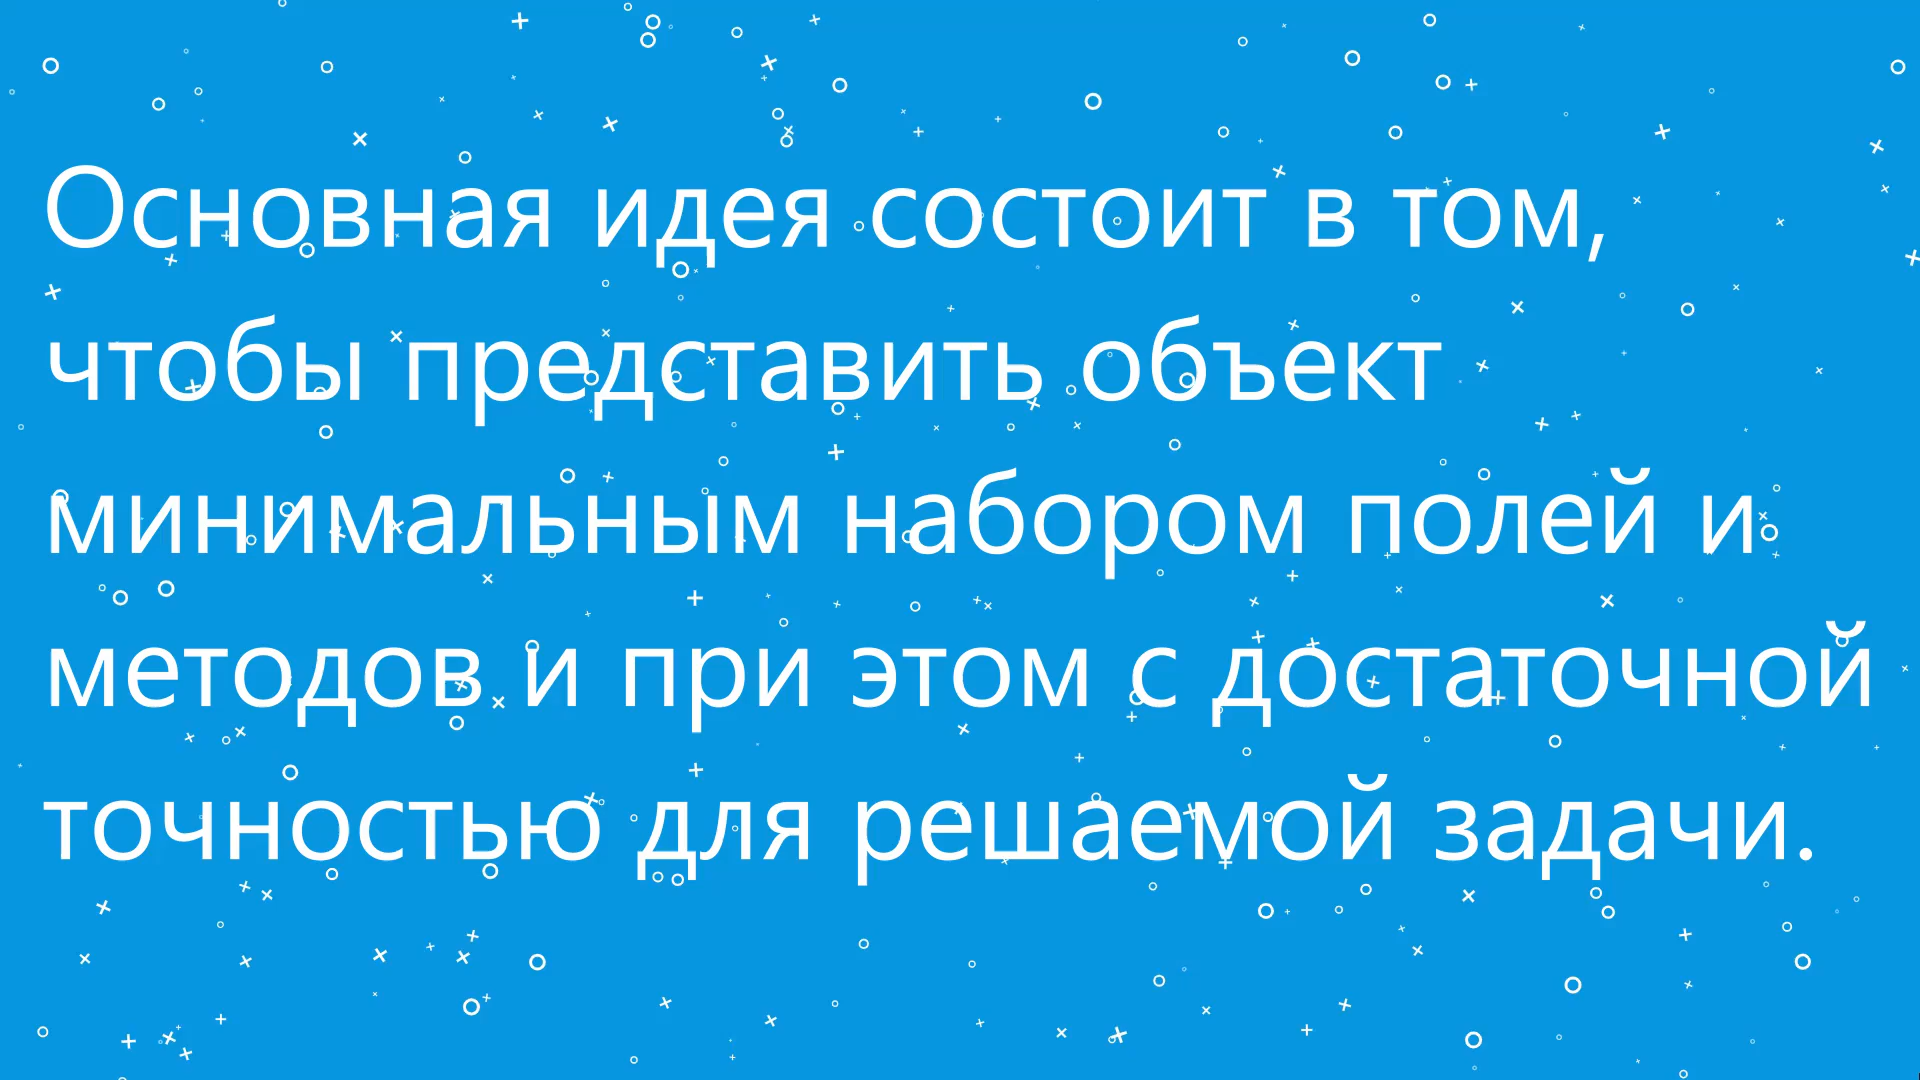 Основная идея состоит в том,
чтобы представить объект
минимальным набором полей и
методов и при этом с достаточной
точностью для решаемой задачи.